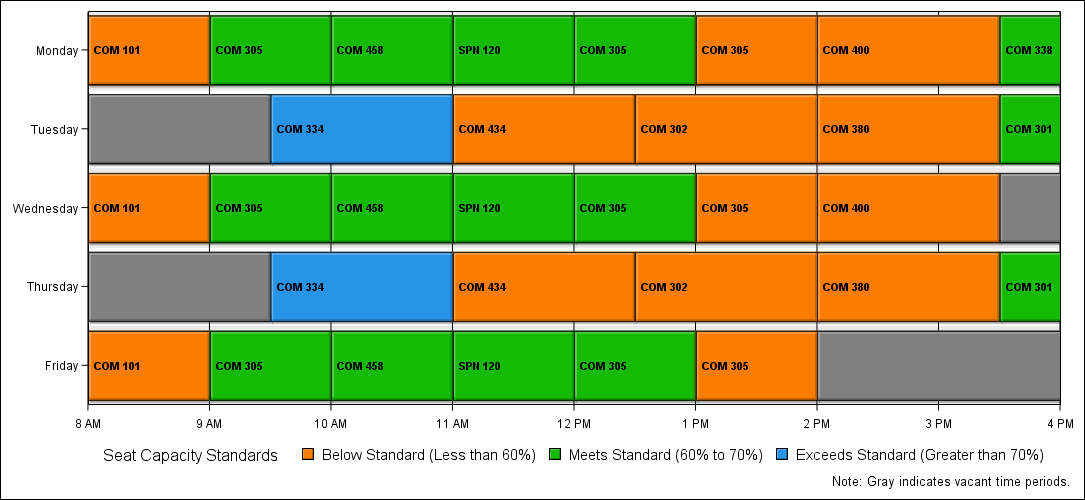 Monday COM 101 COM 305 COM 458 SPN 120 COM 305 COM 305 COM 400 COM 338
Tuesday COM 334 COM 434 COM 302 COM 380 COM 301
Wednesday COM 101 COM 305 COM 458 SPN 120 COM 305 COM 305 COM 400
Thursday COM 334 COM 434 COM 302 COM 380 COM 301
Friday COM 101 COM 305 COM 458 SPN 120 COM 305 COM 305
8 AM 9 AM 10 AM 11 AM 12 PM 1 PM 2 PM 3 PM 4 PM
Seat Capacity Standards Below Standard (Less than 60%) Meets Standard (60% to 70%) Exceeds Standard (Greater than 70%)
Note: Gray indicates vacant time periods.